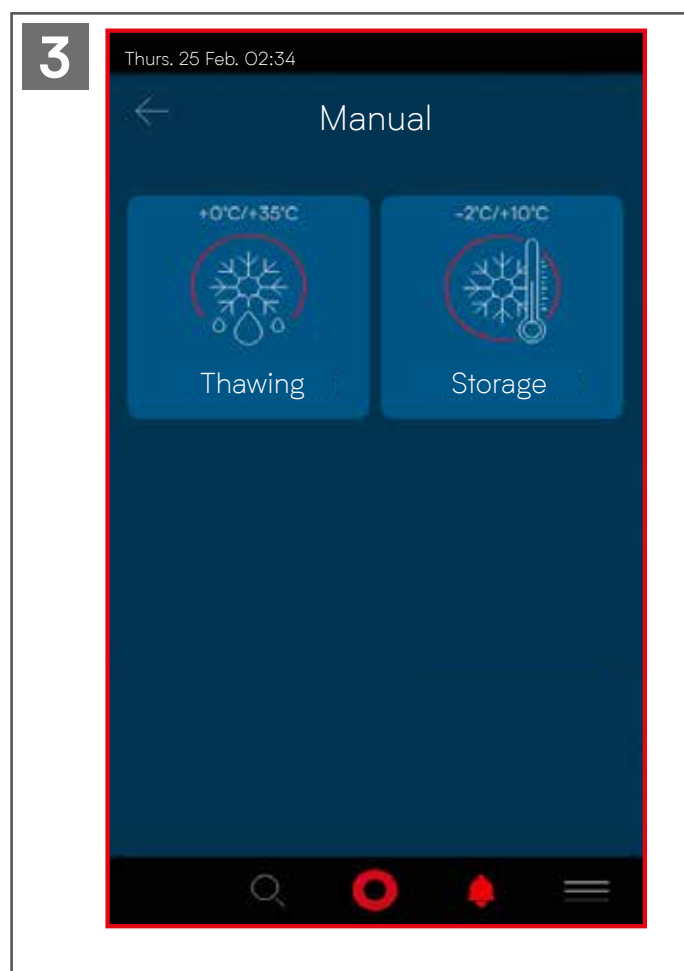 3
Thurs. 25 Feb. 02:34
Manual
+0°C/+35°C
-2°C/+10°C
Thawing
Storage